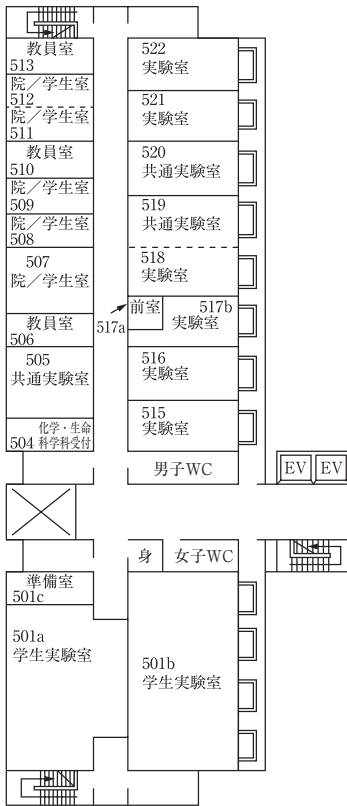 教員室
513
院／学生室
512
院／学生室
511
教員室
510
院／学生室
509
院／学生室
508
507
院／学生室
教員室
506
505
共通実験室
化学・生命
504 科学科受付
522
実験室
521
実験室
520
共通実験室
519
共通実験室
518
実験室
前室
517a
517b
実験室
516
実験室
515
実験室
男子WC
EV
EV
身
女子WC
準備室
501c
501a
学生実験室
501b
学生実験室